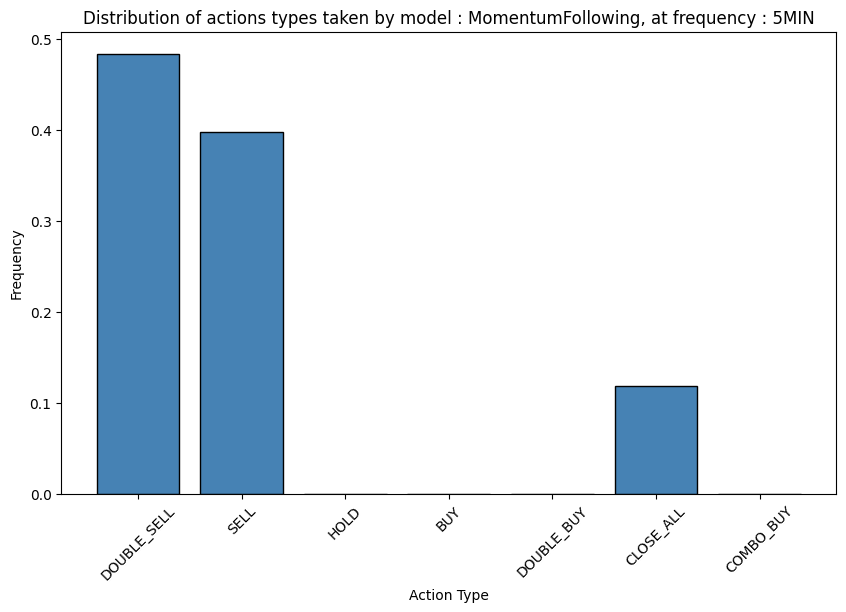 Distribution of actions types taken by model : MomentumFollowing, at frequency : 5MIN
Frequency
0.5
0.4
0.3
0.2
0.1
0.0
DOUBLE_SELL
SELL
HOLD
BUY
DOUBLE_BUY
CLOSE_ALL
COMBO_BUY
Action Type